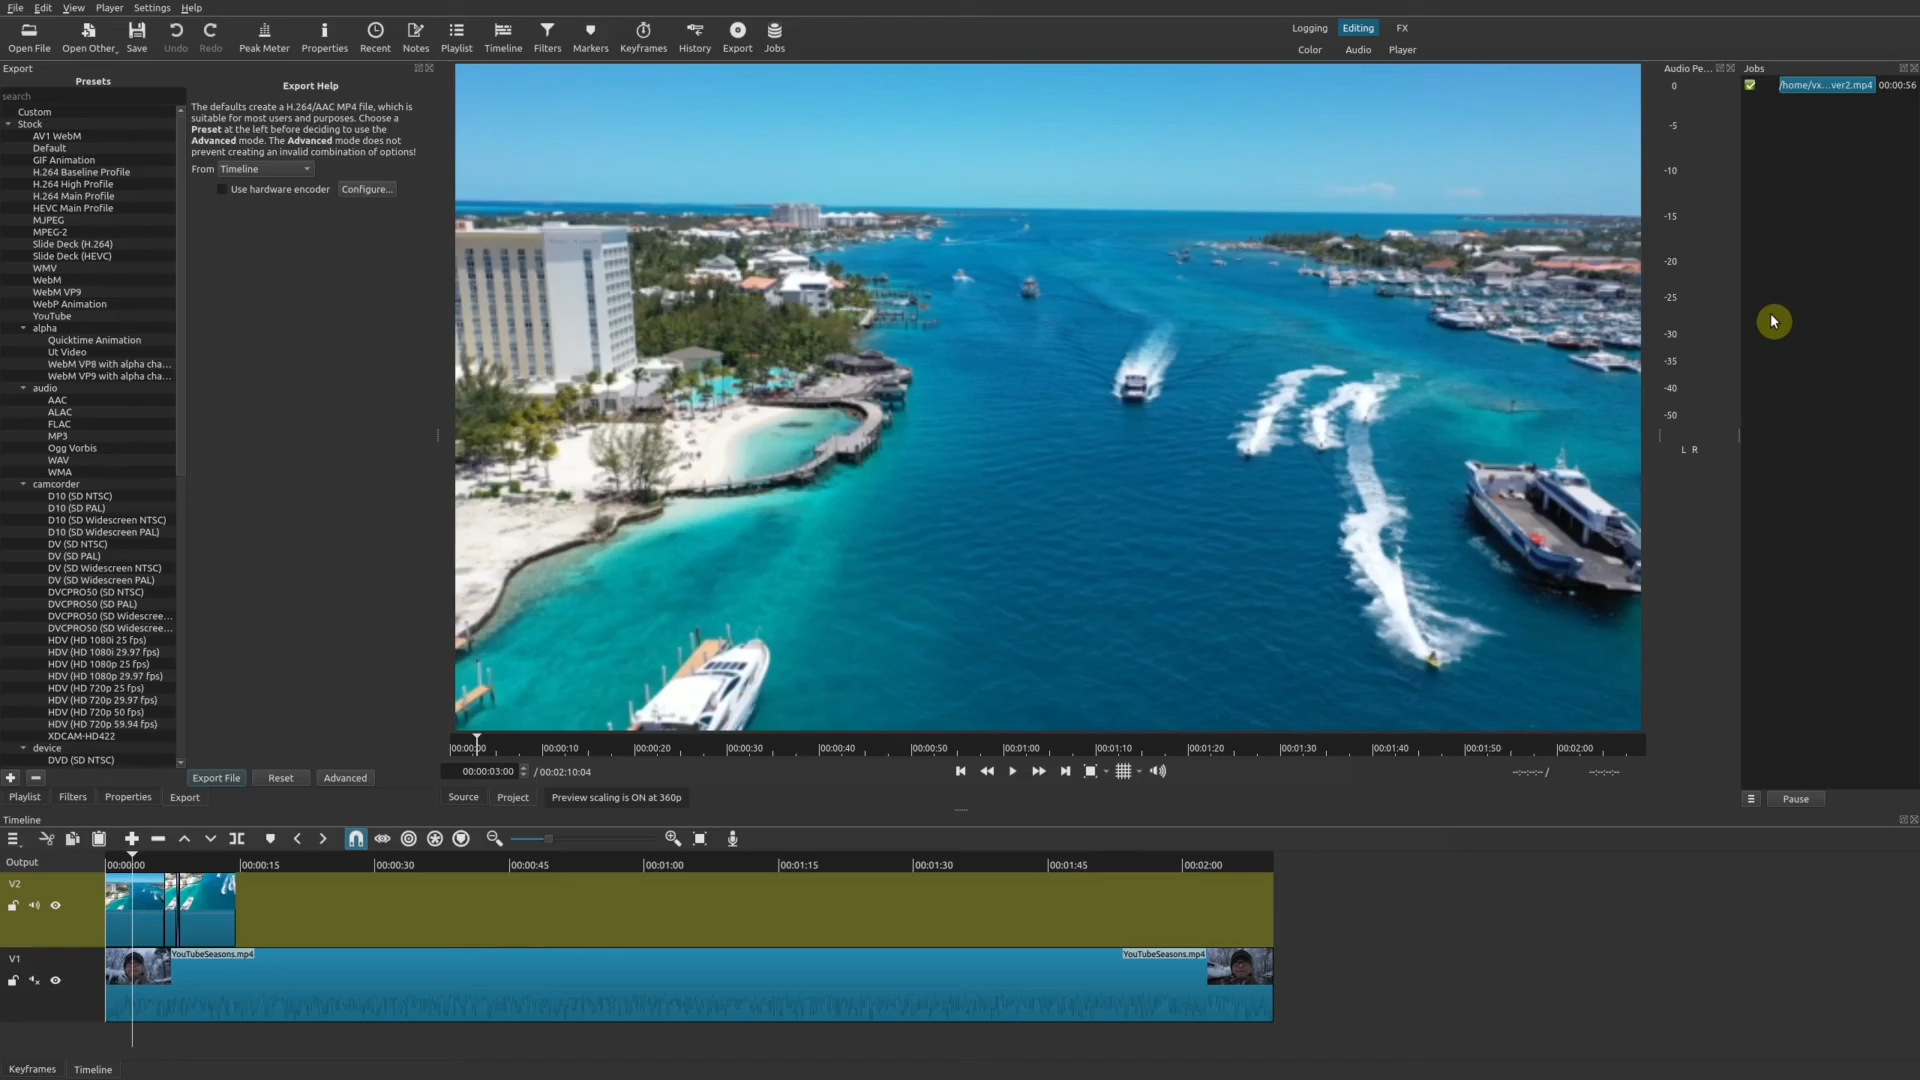 File Edit View Player Settings Help
Open File Open Other Save Undo Redo Peak Meter Properties Recent Notes Playlist Timeline Filters Markers Keyframes History Export Jobs
Logging Editing FX
Color Audio Player
Export
Presets
search
Custom
Stock
AV1 WebM
Default
GIF Animation
H.264 Baseline Profile
H.264 High Profile
H.264 Main Profile
HEVC Main Profile
MJPEG
MPEG-2
Slide Deck (H.264)
Slide Deck (HEVC)
WMV
WebM
WebM VP9
WebP Animation
YouTube
alpha
Quicktime Animation
Ut Video
WebM VP8 with alpha cha...
WebM VP9 with alpha cha...
audio
AAC
ALAC
FLAC
MP3
Ogg Vorbis
WAV
WMA
camcorder
D10 (SD NTSC)
D10 (SD PAL)
D10 (SD Widescreen NTSC)
D10 (SD Widescreen PAL)
DV (SD NTSC)
DV (SD PAL)
DV (SD Widescreen NTSC)
DV (SD Widescreen PAL)
DVCPRO50 (SD NTSC)
DVCPRO50 (SD PAL)
DVCPRO50 (SD Widescree...
DVCPRO50 (SD Widescree...
HDV (HD 1080i 25 fps)
HDV (HD 1080i 29.97 fps)
HDV (HD 1080p 25 fps)
HDV (HD 1080p 29.97 fps)
HDV (HD 720p 25 fps)
HDV (HD 720p 29.97 fps)
HDV (HD 720p 50 fps)
HDV (HD 720p 59.94 fps)
XDCAM-HD422
device
DVD (SD NTSC)
Export Help
The defaults create a H.264/AAC MP4 file, which is
suitable for most users and purposes. Choose a
Preset at the left before deciding to use the
Advanced mode. The Advanced mode does not
prevent creating an invalid combination of options!
From Timeline
Use hardware encoder Configure...
Export File Reset Advanced
Playlist Filters Properties Export
00:00:00 00:00:10 00:00:20 00:00:30 00:00:40 00:00:50 00:01:00 00:01:10 00:01:20 00:01:30 00:01:40 00:01:50 00:02:00
00:00:03:00 / 00:02:10:04
--:--:--:-- / --:--:--:--
Source Project Preview scaling is ON at 360p
Audio Pe...
0
-5
-10
-15
-20
-25
-30
-35
-40
-50
L R
Jobs
/home/vx...ver2.mp4 00:00:56
Pause
Timeline
Output
00:00:00 00:00:15 00:00:30 00:00:45 00:01:00 00:01:15 00:01:30 00:01:45 00:02:00
V2
V1
YouTubeSeasons.mp4 YouTubeSeasons.mp4
Keyframes Timeline